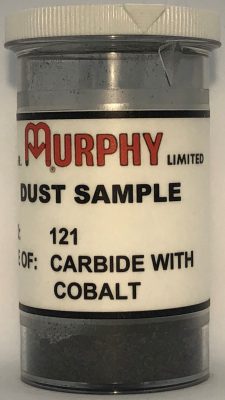 R. MURPHY LIMITED
DUST SAMPLE
: 121
E OF: CARBIDE WITH
COBALT